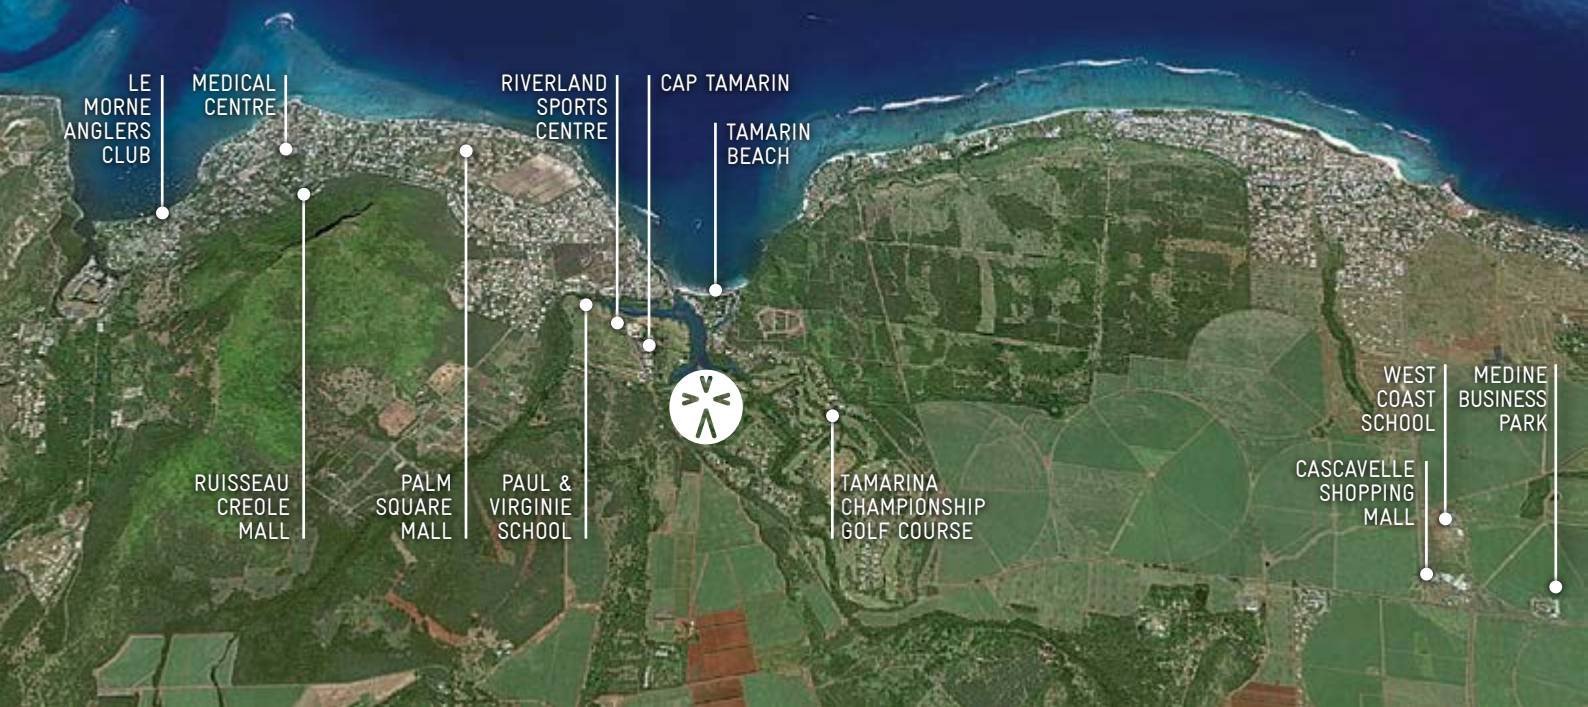 LE
MORNE
ANGLERS
CLUB
MEDICAL
CENTRE
RIVERLAND
SPORTS
CENTRE
CAP TAMARIN
TAMARIN
BEACH
WEST
COAST
SCHOOL
MEDINE
BUSINESS
PARK
CASCAVELLE
SHOPPING
MALL
RUISSEAU
CREOLE
MALL
PALM
SQUARE
MALL
PAUL &
VIRGINIE
SCHOOL
TAMARINA
CHAMPIONSHIP
GOLF COURSE